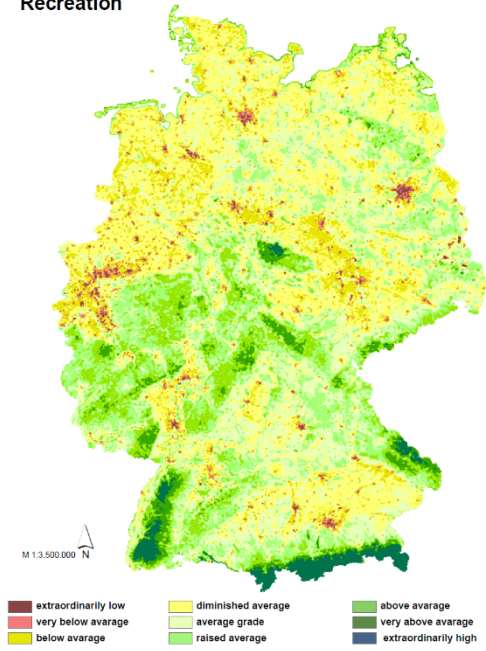 Recreation
M 1:3.500.000 N
extraordinarily low
very below avarage
below avarage
diminished average
average grade
raised average
above avarage
very above avarage
extraordinarily high